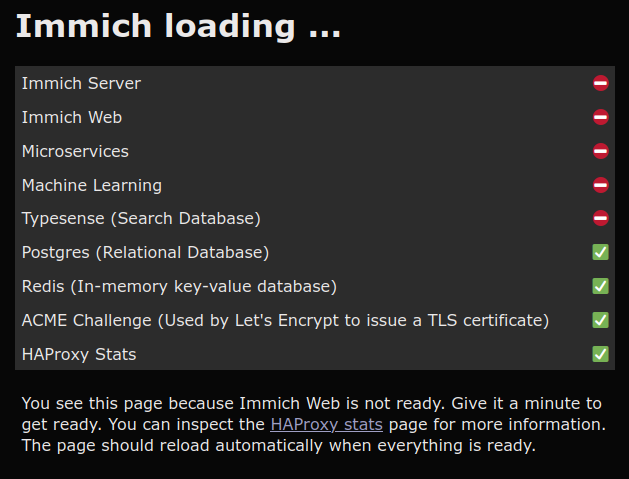 Immich loading ...
Immich Server
Immich Web
Microservices
Machine Learning
Typesense (Search Database)
Postgres (Relational Database)
Redis (In-memory key-value database)
ACME Challenge (Used by Let's Encrypt to issue a TLS certificate)
HAProxy Stats
You see this page because Immich Web is not ready. Give it a minute to
get ready. You can inspect the HAProxy stats page for more information.
The page should reload automatically when everything is ready.